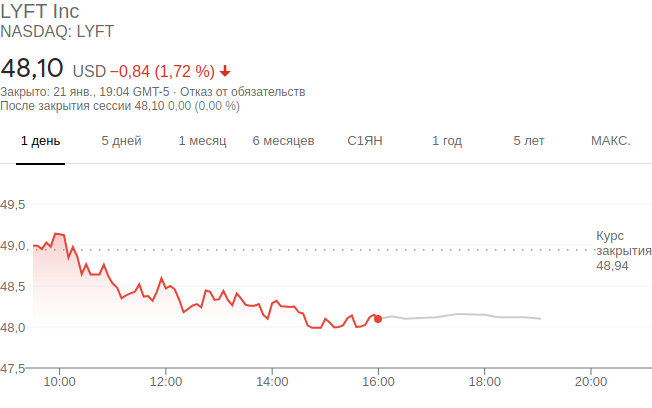 LYFT Inc
NASDAQ: LYFT
48,10 USD −0,84 (1,72 %)
Закрыто: 21 янв., 19:04 GMT-5 · Отказ от обязательств
После закрытия сессии 48,10 0,00 (0,00 %)
1 день 5 дней 1 месяц 6 месяцев С1ЯН 1 год 5 лет МАКС.
49,5
49,0
48,5
48,0
47,5
Курс
закрытия
48,94
10:00 12:00 14:00 16:00 18:00 20:00